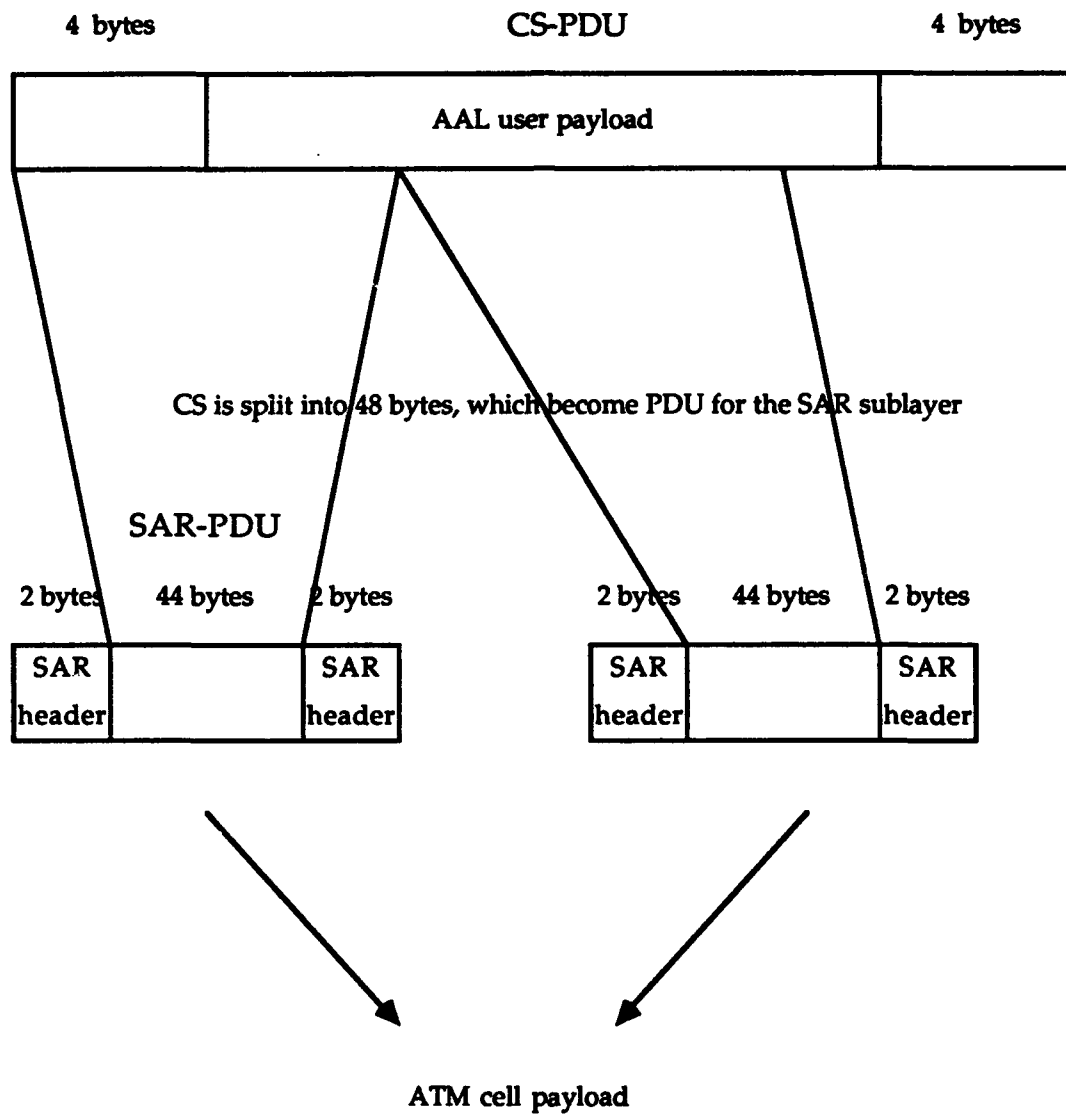 4 bytes CS-PDU 4 bytes
AAL user payload
CS is split into 48 bytes, which become PDU for the SAR sublayer
SAR-PDU
2 bytes 44 bytes 2 bytes 2 bytes 44 bytes 2 bytes
SAR SAR SAR SAR
header header header header
ATM cell payload